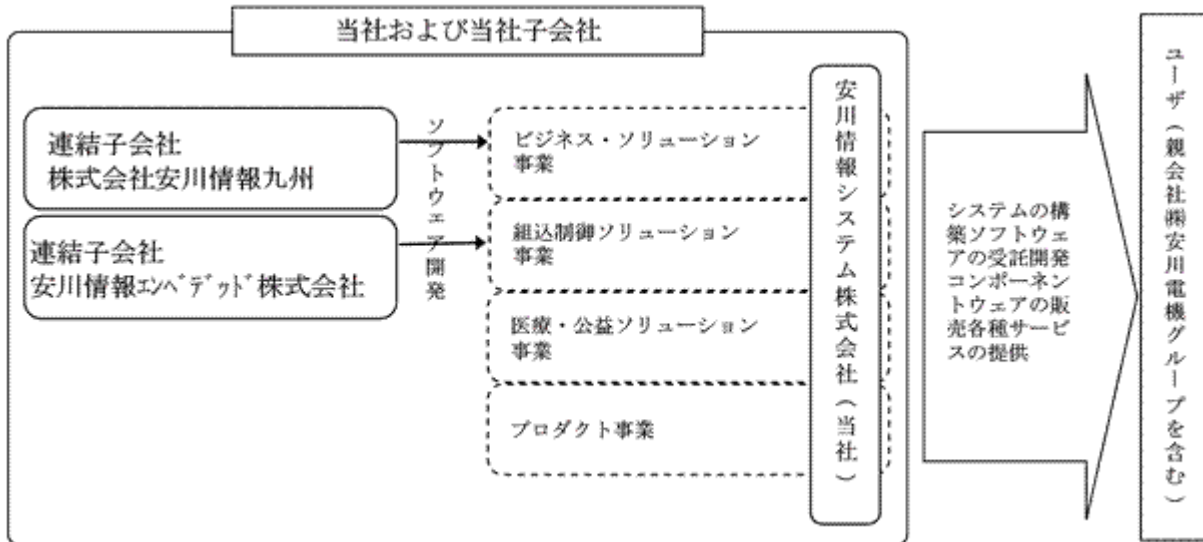 当社および当社子会社
連結子会社
株式会社安川情報九州
連結子会社
安川情報ｴﾝﾍﾞﾃﾞｯﾄﾞ株式会社
ソフトウェア開発
ビジネス・ソリューション
事業
組込制御ソリューション
事業
医療・公益ソリューション
事業
プロダクト事業
安川情報システム株式会社（当社）
システムの構
築ソフトウェ
アの受託開発
コンポーネン
トウェアの販
売各種サービ
スの提供
ユーザ（親会社㈱安川電機グループを含む）